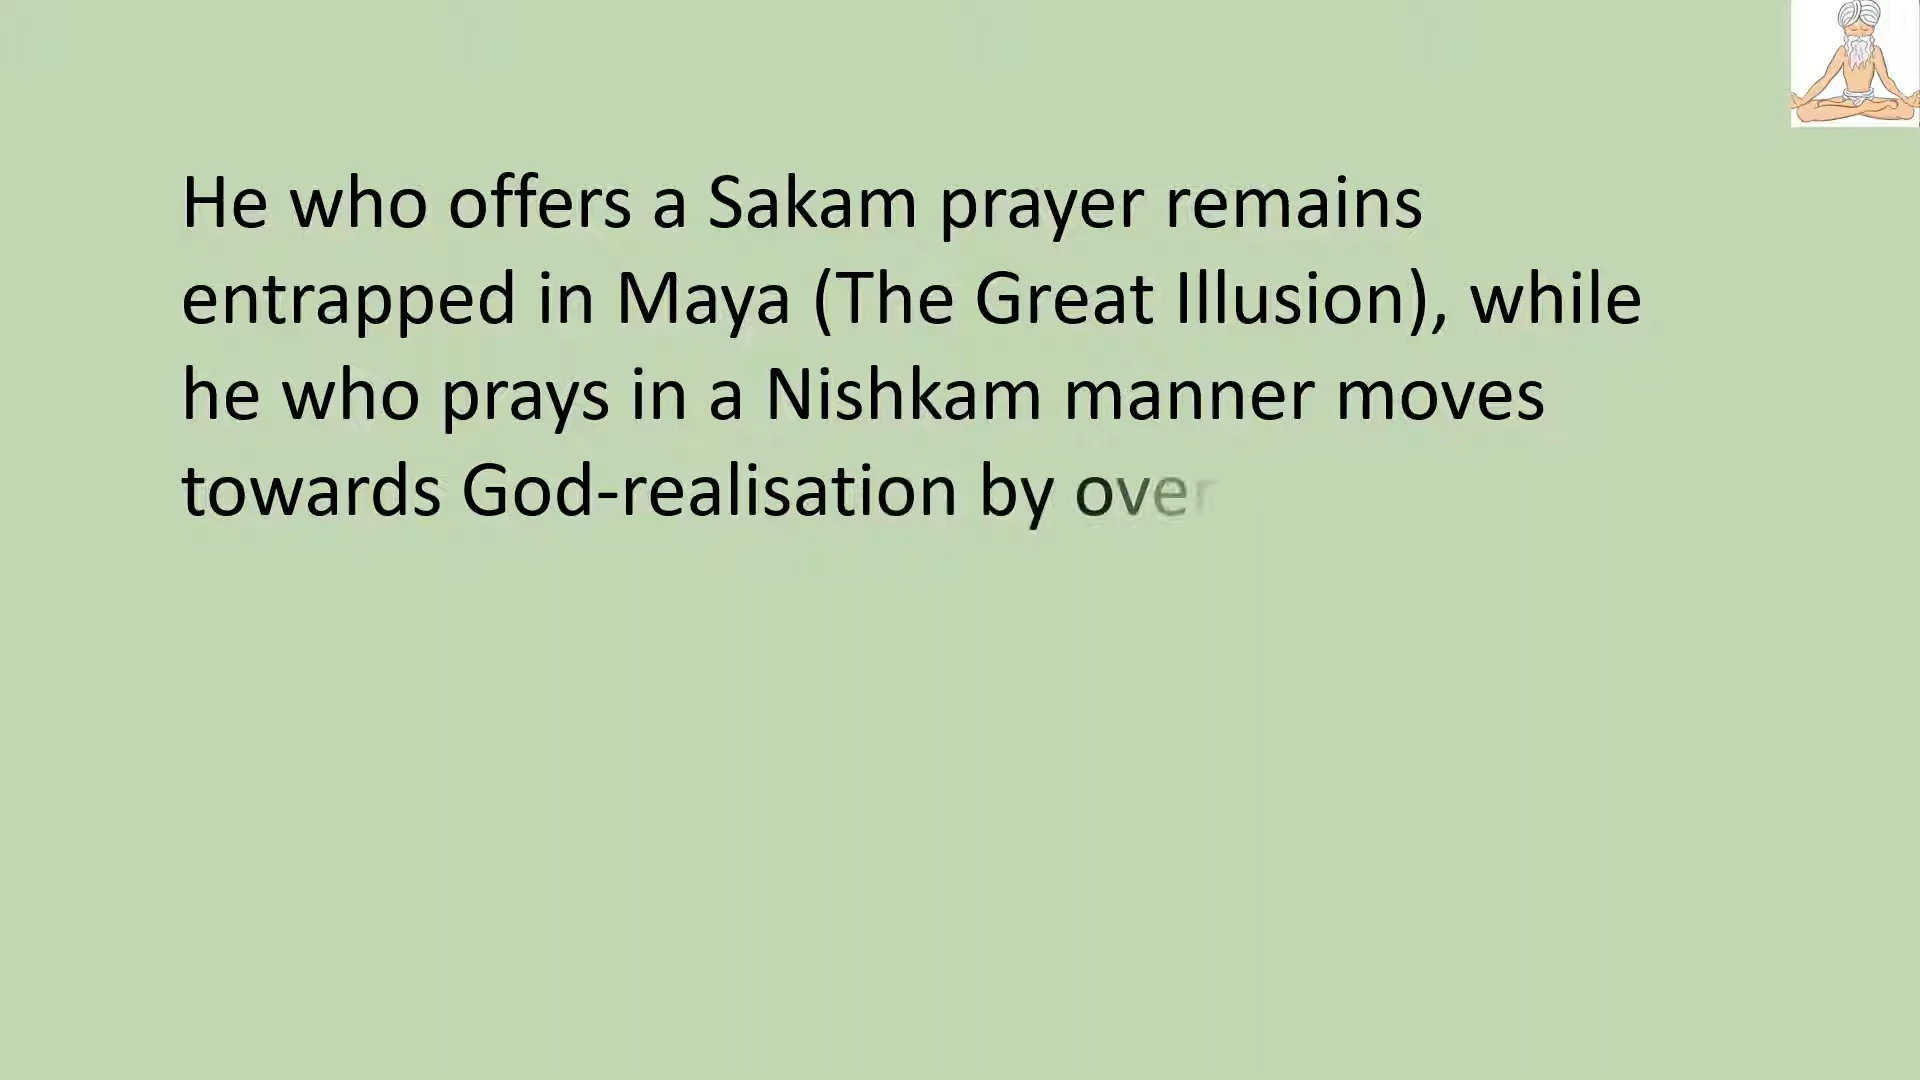 He who offers a Sakam prayer remains
entrapped in Maya (The Great Illusion), while
he who prays in a Nishkam manner moves
towards God-realisation by over